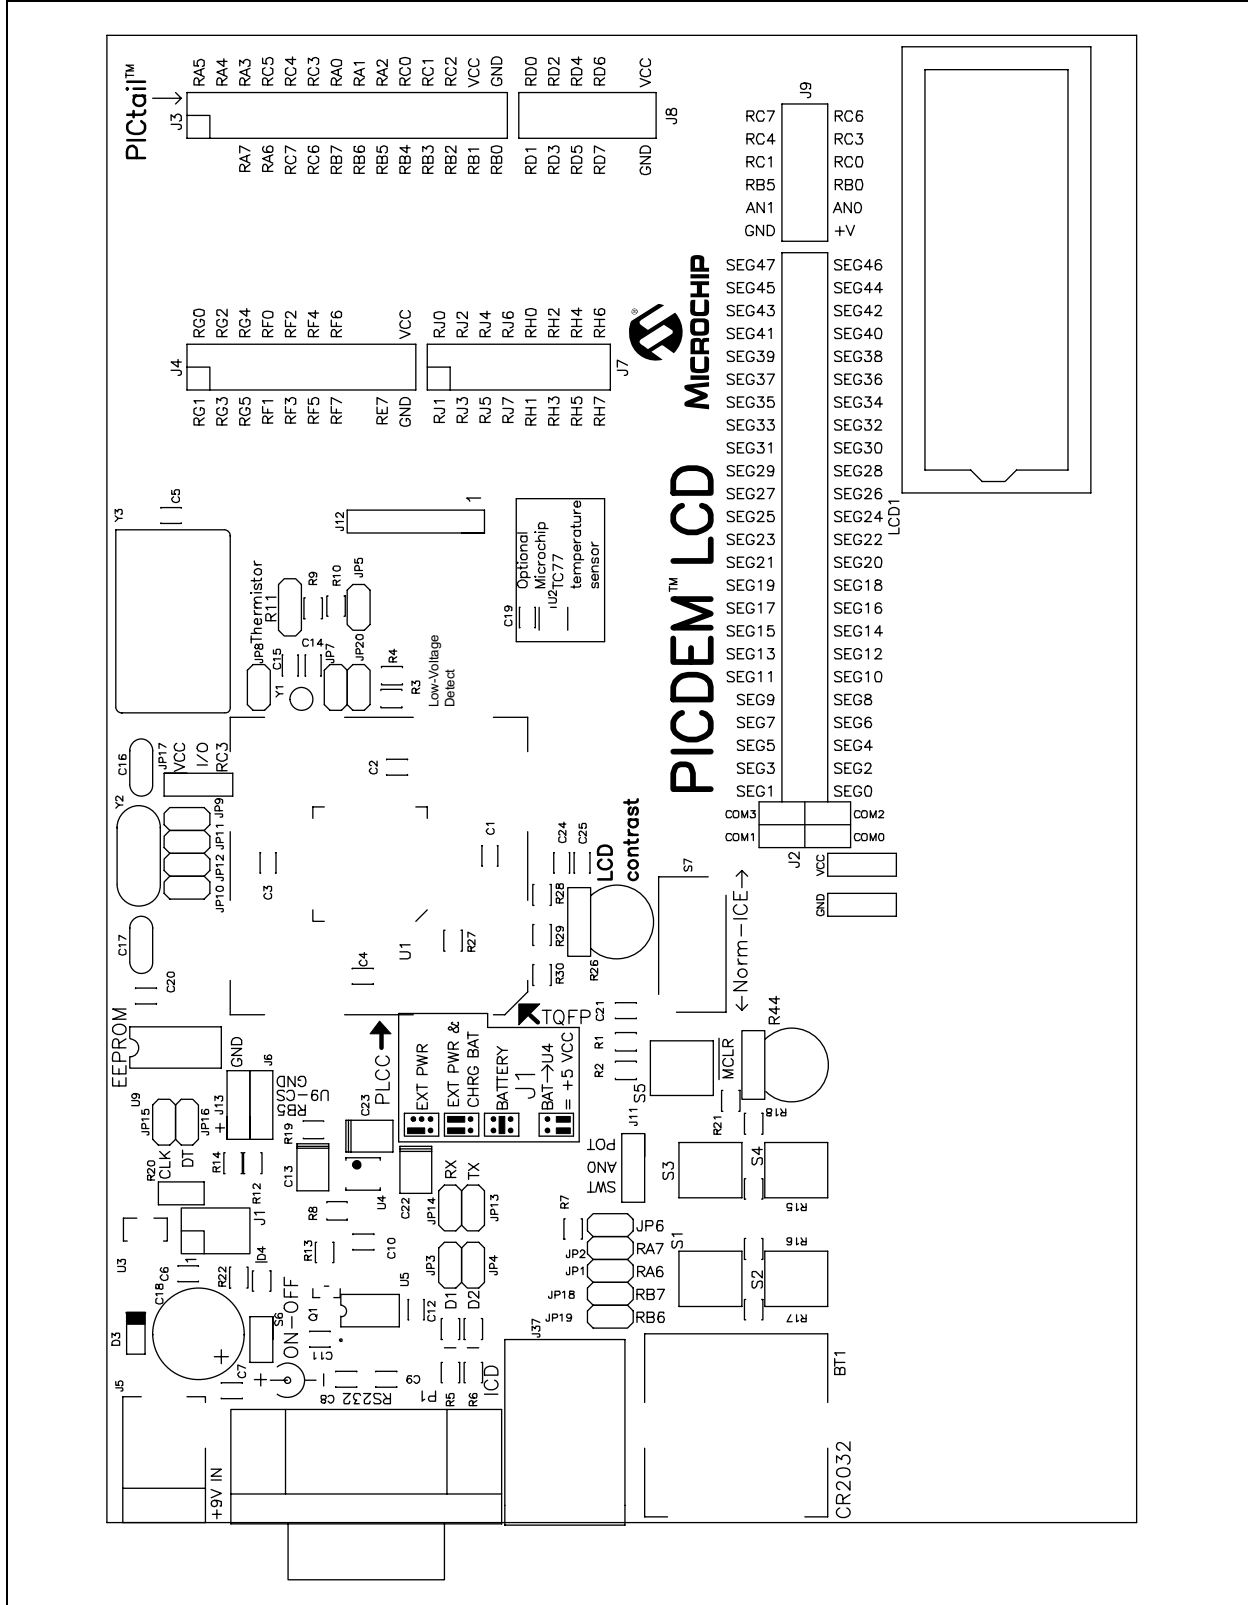 PICtail™
J3
RA5
RA4
RA3
RC5
RC4
RC3
RA0
RA1
RA2
RC0
RC1
RC2
VCC
GND
RA7
RA6
RC7
RC6
RB7
RB6
RB5
RB4
RB3
RB2
RB1
RB0
RD0
RD2
RD4
RD6
VCC
RD1
RD3
RD5
RD7
GND
J8
J9
RC7 RC6
RC4 RC3
RC1 RC0
RB5 RB0
AN1 AN0
GND +V
J4
RG0
RG2
RG4
RF0
RF2
RF4
RF6
VCC
RG1
RG3
RG5
RF1
RF3
RF5
RF7
RE7
GND
RJ0
RJ2
RJ4
RJ6
RH0
RH2
RH4
RH6
RJ1
RJ3
RJ5
RJ7
RH1
RH3
RH5
RH7
J7
®
MICROCHIP
PICDEM™ LCD
SEG47 SEG46
SEG45 SEG44
SEG43 SEG42
SEG41 SEG40
SEG39 SEG38
SEG37 SEG36
SEG35 SEG34
SEG33 SEG32
SEG31 SEG30
SEG29 SEG28
SEG27 SEG26
SEG25 SEG24
SEG23 SEG22
SEG21 SEG20
SEG19 SEG18
SEG17 SEG16
SEG15 SEG14
SEG13 SEG12
SEG11 SEG10
SEG9 SEG8
SEG7 SEG6
SEG5 SEG4
SEG3 SEG2
SEG1 SEG0
COM3 COM2
COM1 COM0
J2
VCC
GND
LCD1
Y3
C5
J12
1
Thermistor
R11
R9
R10
JP5
JP8
C15
C14
Y1
JP7
JP20
R4
R3
Low-Voltage
Detect
C19
Optional
Microchip
U2
TC77
temperature
sensor
C16
JP17
VCC
I/O
RC3
Y2
JP9
JP11
JP12
JP10
C17
C20
C2
C3
C1
C4
U1
R27
C24
C25
R28
R29
R30
R26
LCD
contrast
S7
←Norm-ICE→
EEPROM
U9
JP15
JP16
CLK
DT
GND
J6
+
J13
GND
RB5
U9-CS
PLCC
TQFP
EXT PWR
EXT PWR &
CHRG BAT
BATTERY
J1
BAT→U4
= +5 VCC
C21
R1
R2
S5
MCLR
R44
R21
R18
R20
R14
R12
R19
C13
C23
U4
C22
R8
C10
R13
J1
U3
C6
1
R22
D4
C18
D3
S6
ON-OFF
Q1
U5
C12
C11
RX
TX
JP14
JP13
JP3
JP4
D1
D2
J11
POT
AN0
SWT
R7
JP6
JP2 RA7
JP1 RA6
JP18 RB7
JP19 RB6
S3
S4
R15
S1
S2
R16
R17
J5
C7
+
+
C8
RS232
C9
P1
R5
R6
ICD
J37
+9V IN
BT1
CR2032